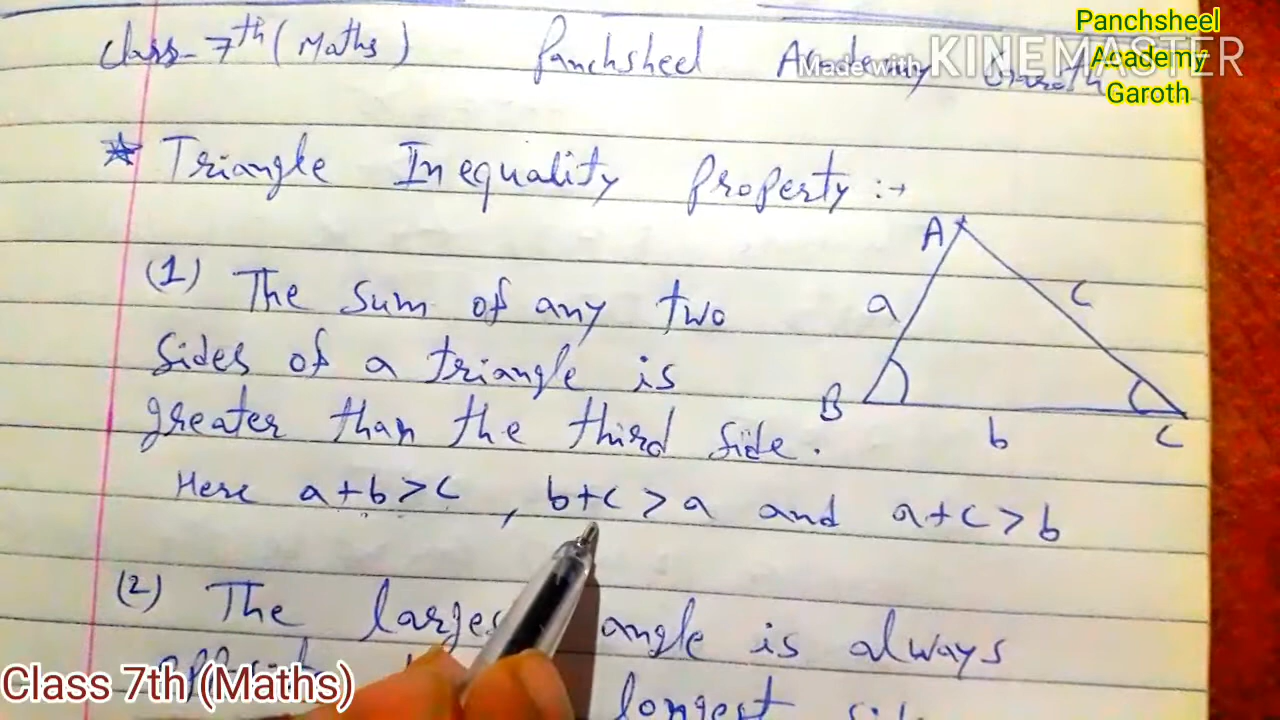 Class-7th (Maths) Panchsheel Academy Garoth
Panchsheel
Academy
Garoth
Made with KINEMASTER
Triangle Inequality Property :→
A
(1) The Sum of any two
a
c
Sides of a triangle is
B
b
C
greater than the third Side.
Here a+b>c , b+c>a and a+c>b
(2) The angle is always
longest
Class 7th (Maths)